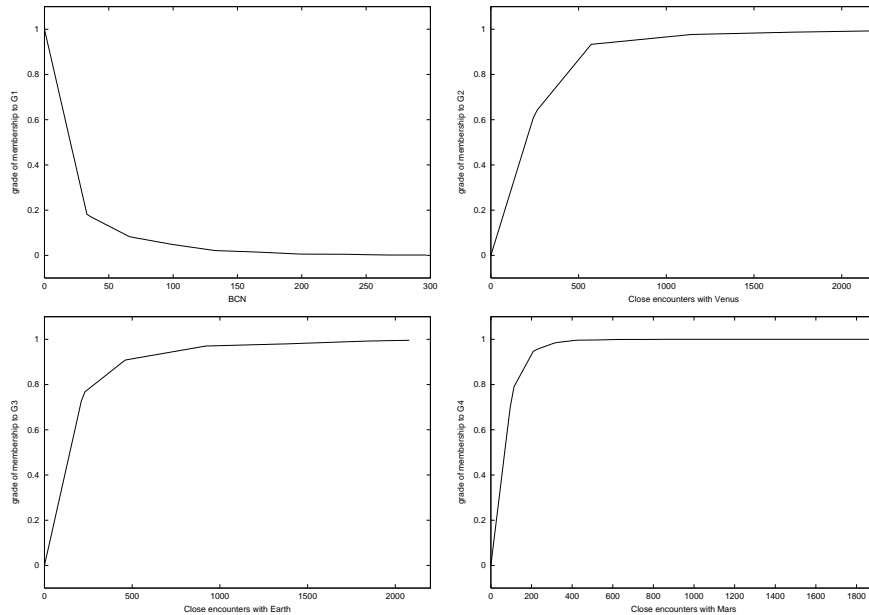 1
0.8
0.6
0.4
0.2
0
grade of membership to G1
0 50 100 150 200 250 300
BCN
1
0.8
0.6
0.4
0.2
0
grade of membership to G2
0 500 1000 1500 2000
Close encounters with Venus
1
0.8
0.6
0.4
0.2
0
grade of membership to G3
0 500 1000 1500 2000
Close encounters with Earth
1
0.8
0.6
0.4
0.2
0
grade of membership to G4
0 200 400 600 800 1000 1200 1400 1600 1800
Close encounters with Mars